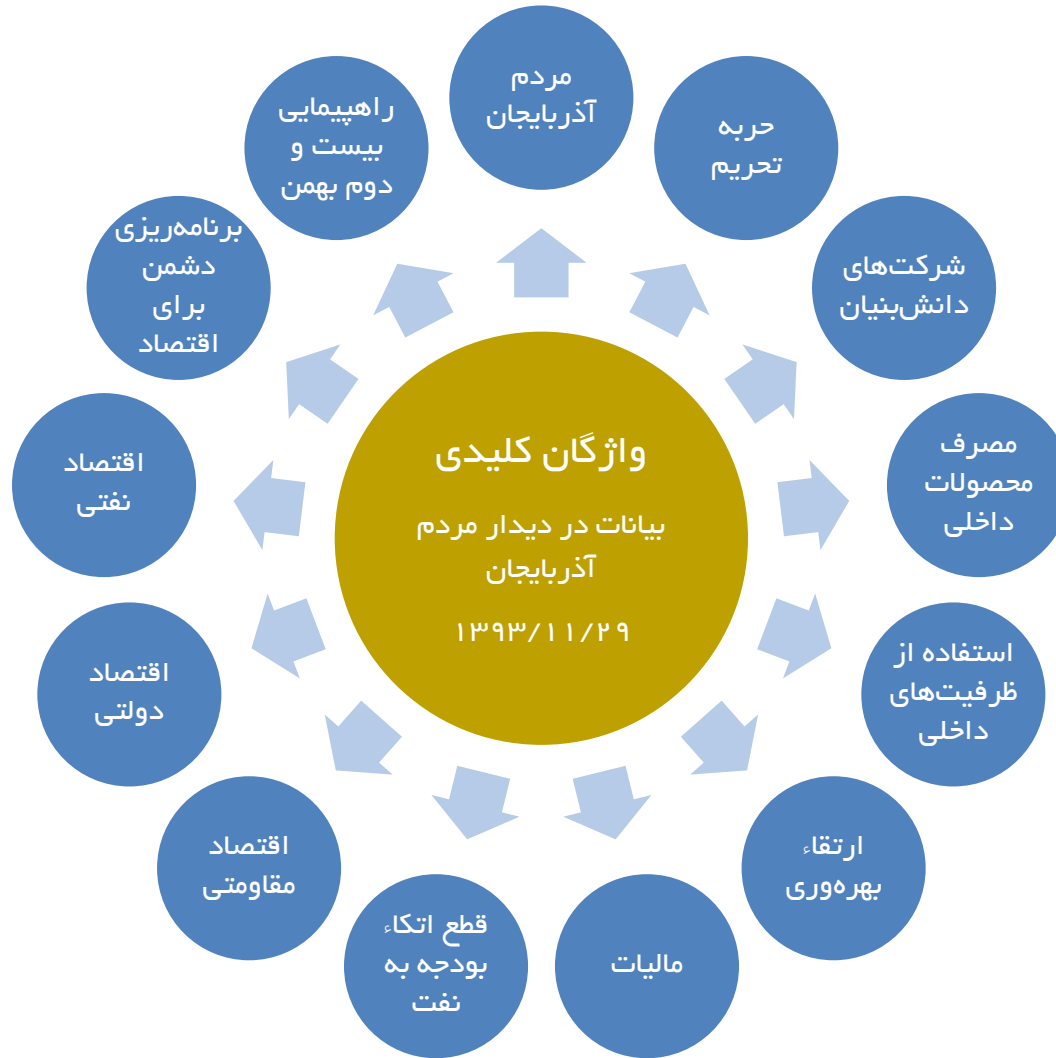 واژگان کلیدی
بیانات در دیدار مردم
آذربایجان
۱۳۹۳/۱۱/۲۹
مردم
آذربایجان
حربه
تحریم
شرکت‌های
دانش‌بنیان
مصرف
محصولات
داخلی
استفاده از
ظرفیت‌های
داخلی
ارتقاء
بهره‌وری
مالیات
قطع اتکاء
بودجه به
نفت
اقتصاد
مقاومتی
اقتصاد
دولتی
اقتصاد
نفتی
برنامه‌ریزی
دشمن
برای
اقتصاد
راهپیمایی
بیست و
دوم بهمن